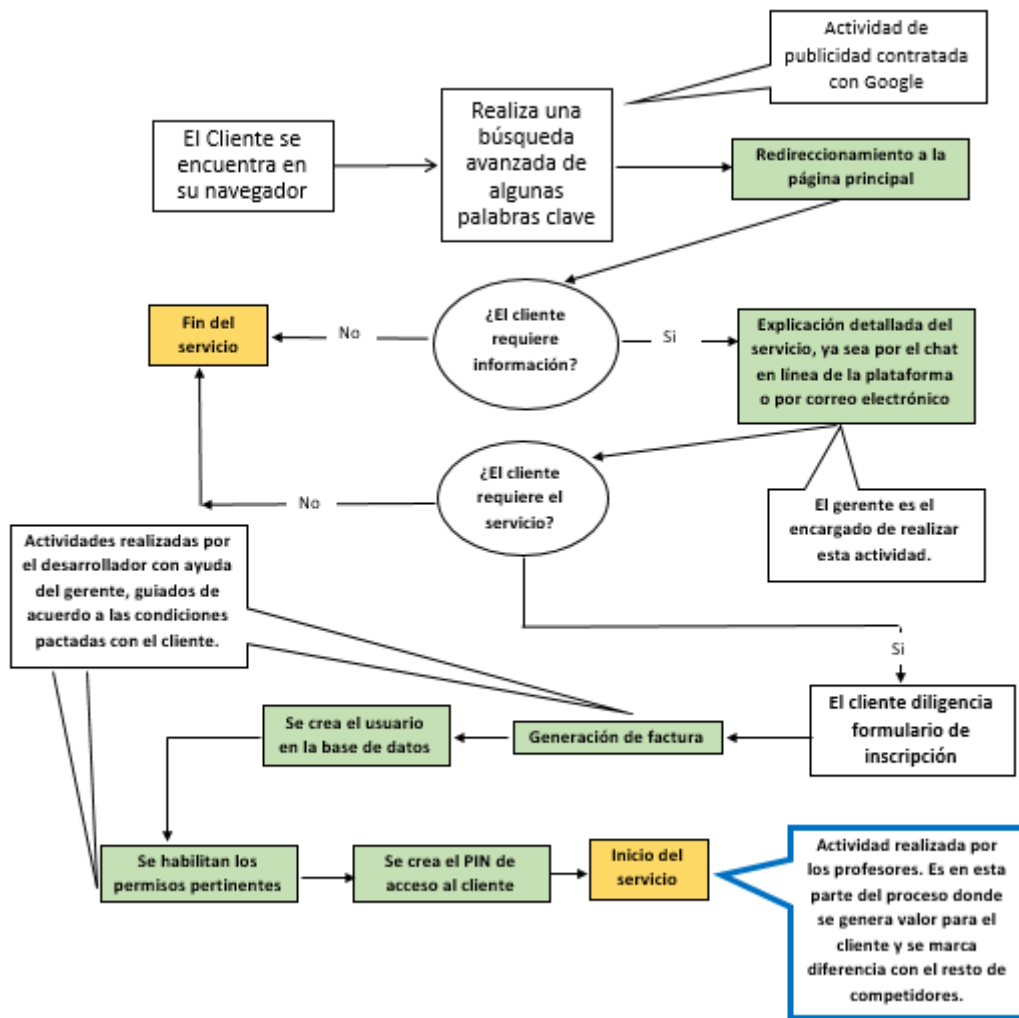 Actividad de
publicidad contratada
con Google
El Cliente se
encuentra en
su navegador
Realiza una
búsqueda
avanzada de
algunas
palabras clave
Redireccionamiento a la
página principal
¿El cliente
requiere
información?
No
Fin del
servicio
Si
Explicación detallada del
servicio, ya sea por el chat
en línea de la plataforma
o por correo electrónico
¿El cliente
requiere el
servicio?
No
El gerente es el
encargado de realizar
esta actividad.
Actividades realizadas por
el desarrollador con ayuda
del gerente, guiados de
acuerdo a las condiciones
pactadas con el cliente.
Si
El cliente diligencia
formulario de
inscripción
Generación de factura
Se crea el usuario
en la base de datos
Se habilitan los
permisos pertinentes
Se crea el PIN de
acceso al cliente
Inicio del
servicio
Actividad realizada por
los profesores. Es en esta
parte del proceso donde
se genera valor para el
cliente y se marca
diferencia con el resto de
competidores.